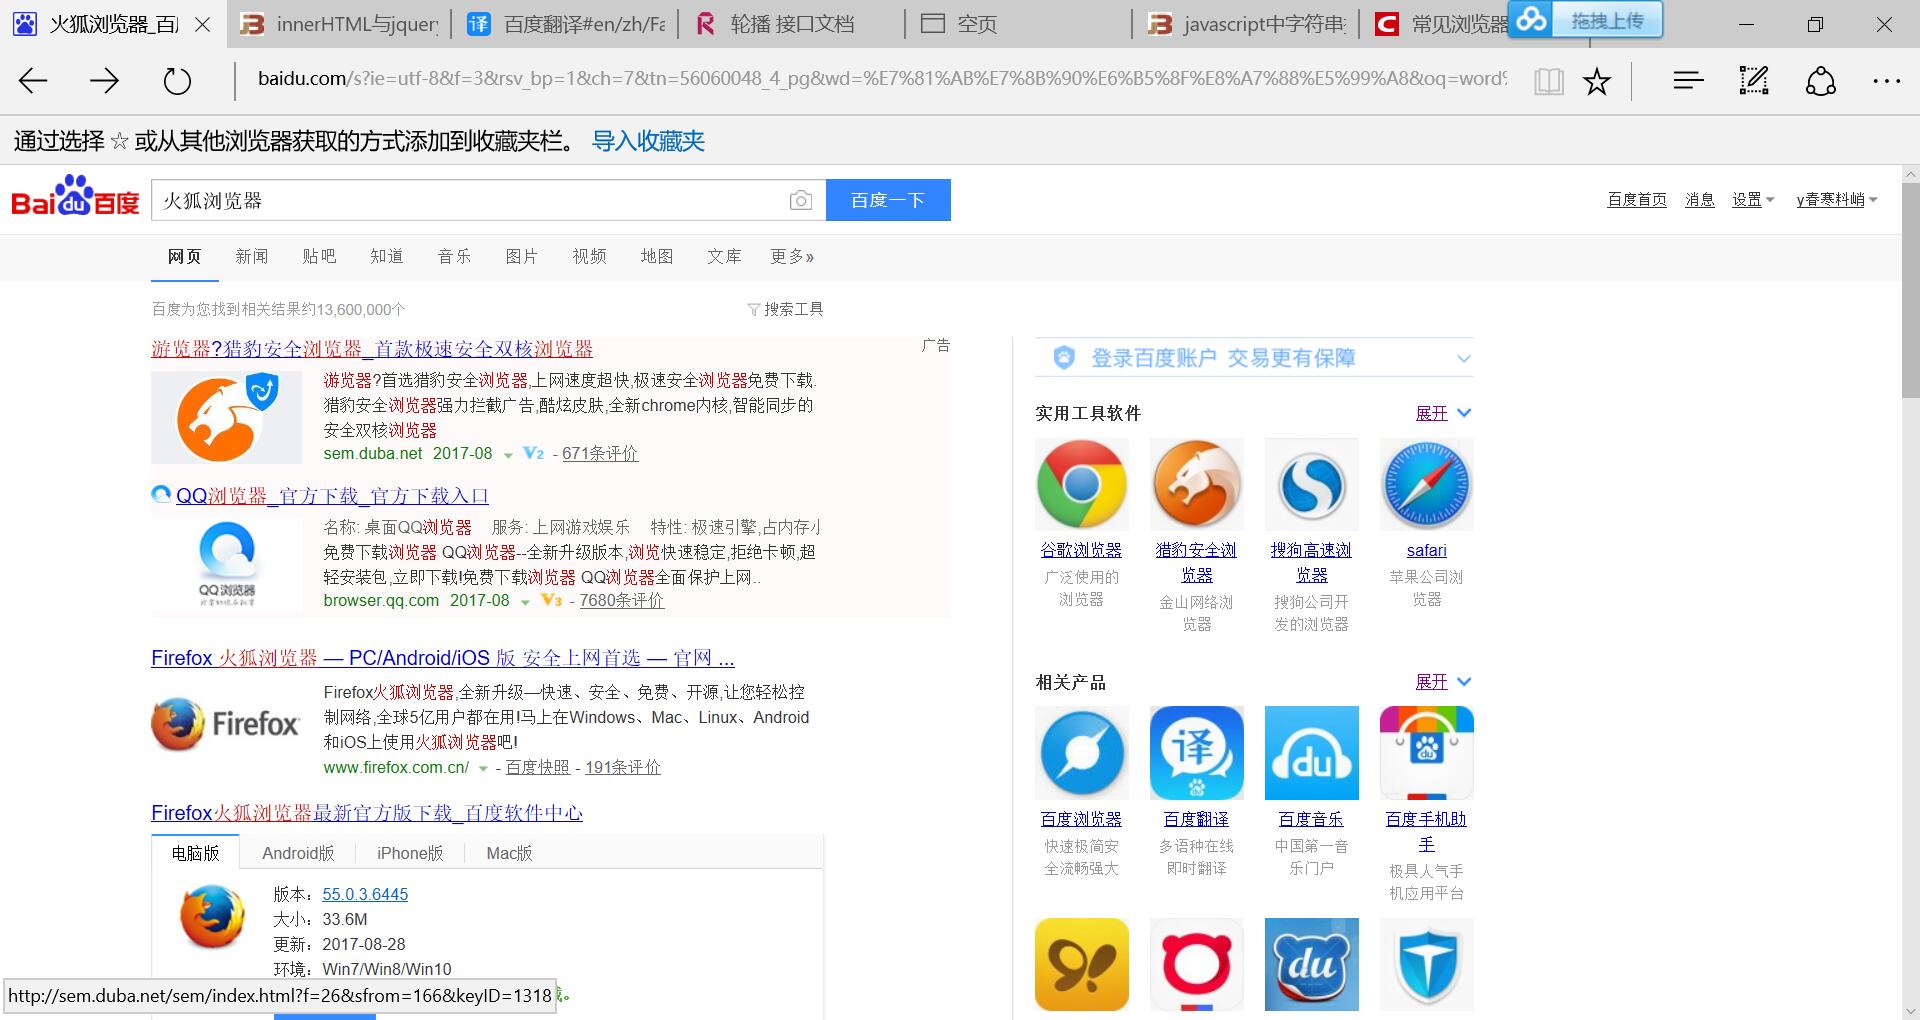 火狐浏览器_百
innerHTML与jquery
百度翻译#en/zh/Fa
轮播 接口文档
空页
javascript中字符串
常见浏览器
拖拽上传
baidu.com/s?ie=utf-8&f=3&rsv_bp=1&ch=7&tn=56060048_4_pg&wd=%E7%81%AB%E7%8B%90%E6%B5%8F%E8%A7%88%E5%99%A8&oq=word%
通过选择 ☆ 或从其他浏览器获取的方式添加到收藏夹栏。 导入收藏夹
Bai du 百度
火狐浏览器
百度一下
百度首页 消息 设置 y春寒料峭
网页 新闻 贴吧 知道 音乐 图片 视频 地图 文库 更多»
百度为您找到相关结果约13,600,000个
搜索工具
游览器?猎豹安全浏览器_首款极速安全双核浏览器
广告
游览器?首选猎豹安全浏览器,上网速度超快,极速安全浏览器免费下载.
猎豹安全浏览器强力拦截广告,酷炫皮肤,全新chrome内核,智能同步的
安全双核浏览器
sem.duba.net 2017-08 V2 - 671条评价
QQ浏览器_官方下载_官方下载入口
QQ浏览器
名称: 桌面QQ浏览器 服务: 上网游戏娱乐 特性: 极速引擎,占内存小
免费下载浏览器 QQ浏览器--全新升级版本,浏览快速稳定,拒绝卡顿,超
轻安装包,立即下载!免费下载浏览器 QQ浏览器全面保护上网..
browser.qq.com 2017-08 V3 - 7680条评价
Firefox 火狐浏览器 — PC/Android/iOS 版 安全上网首选 — 官网 ...
Firefox
Firefox火狐浏览器,全新升级—快速、安全、免费、开源,让您轻松控
制网络,全球5亿用户都在用!马上在Windows、Mac、Linux、Android
和iOS上使用火狐浏览器吧!
www.firefox.com.cn/ - 百度快照 - 191条评价
Firefox火狐浏览器最新官方版下载_百度软件中心
电脑版 Android版 iPhone版 Mac版
版本：55.0.3.6445
大小：33.6M
更新：2017-08-28
环境：Win7/Win8/Win10
http://sem.duba.net/sem/index.html?f=26&sfrom=166&keyID=1318
登录百度账户 交易更有保障
实用工具软件
展开
谷歌浏览器
广泛使用的
浏览器
猎豹安全浏
览器
金山网络浏
览器
搜狗高速浏
览器
搜狗公司开
发的浏览器
safari
苹果公司浏
览器
相关产品
展开
译
du
du
百度浏览器
快速极简安
全流畅强大
百度翻译
多语种在线
即时翻译
百度音乐
中国第一音
乐门户
百度手机助
手
极具人气手
机应用平台
du